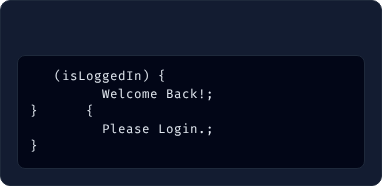 (isLoggedIn) {
Welcome Back!;
} {
Please Login.;
}